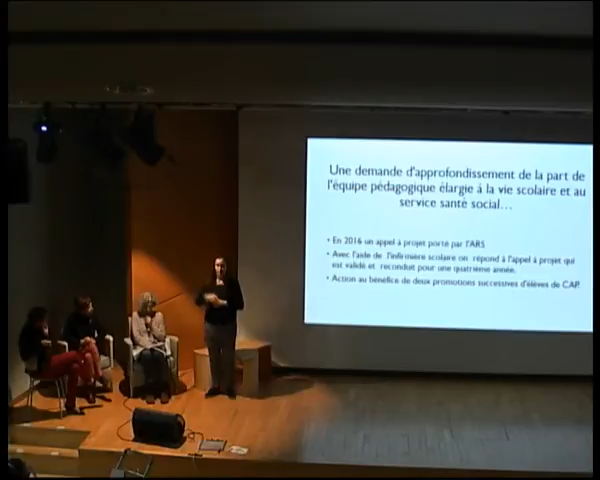 Une demande d'approfondissement de la part de
l'équipe pédagogique élargie à la vie scolaire et au
service santé social…
• En 2016 un appel à projet porté par l'ARS
• Avec l'aide de l'infirmière scolaire on répond à l'appel à projet qui
est validé et reconduit pour une quatrième année.
• Action au bénéfice de deux promotions successives d'élèves de CAP.